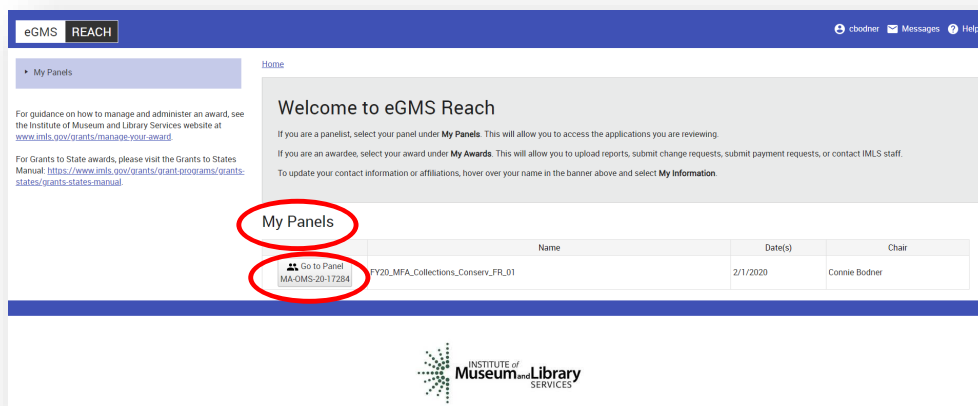 eGMS REACH
cbodner Messages Help
My Panels
For guidance on how to manage and administer an award, see
the Institute of Museum and Library Services website at
www.imls.gov/grants/manage-your-award.
For Grants to State awards, please visit the Grants to States
Manual: https://www.imls.gov/grants/grant-programs/grants-
states/grants-states-manual.
Home
Welcome to eGMS Reach
If you are a panelist, select your panel under My Panels. This will allow you to access the applications you are reviewing.
If you are an awardee, select your award under My Awards. This will allow you to upload reports, submit change requests, submit payment requests, or contact IMLS staff.
To update your contact information or affiliations, hover over your name in the banner above and select My Information.
My Panels
Name Date(s) Chair
Go to Panel
MA-OMS-20-17284
FY20_MFA_Collections_Conserv_FR_01 2/1/2020 Connie Bodner
INSTITUTE of
Museum and Library
SERVICES